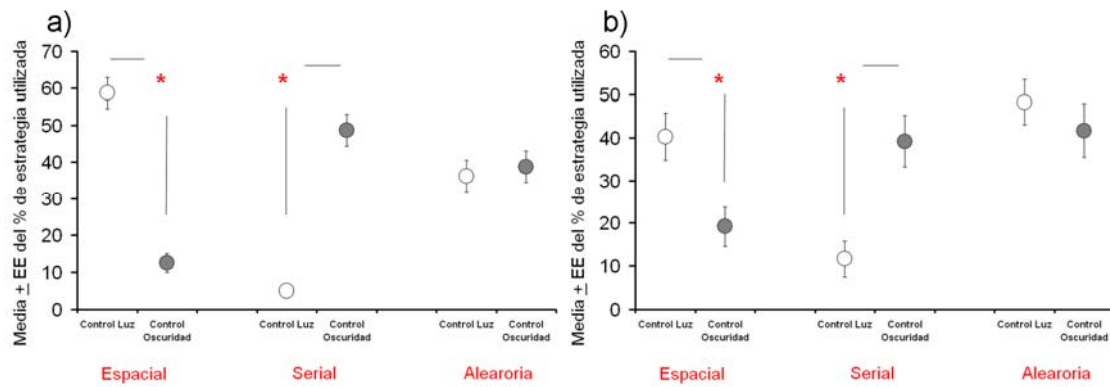 a)
Media ± EE del % de estrategia utilizada
70
60
50
40
30
20
10
0
*
*
Control Luz
Control
Oscuridad
Control Luz
Control
Oscuridad
Control Luz
Control
Oscuridad
Espacial
Serial
Alearoria
b)
Media ± EE del % de estrategia utilizada
60
50
40
30
20
10
0
*
*
Control Luz
Control
Oscuridad
Control Luz
Control
Oscuridad
Control Luz
Control
Oscuridad
Espacial
Serial
Alearoria